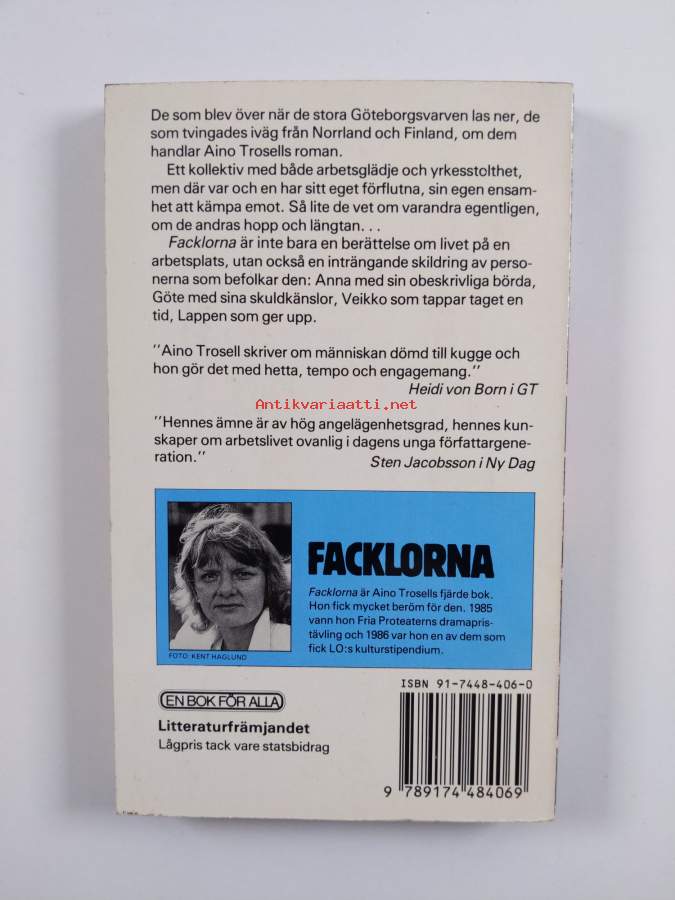 De som blev över när de stora Göteborgsvarven las ner, de
som tvingades iväg från Norrland och Finland, om dem
handlar Aino Trosells roman.
Ett kollektiv med både arbetsglädje och yrkesstolthet,
men där var och en har sitt eget förflutna, sin egen ensam-
het att kämpa emot. Så lite de vet om varandra egentligen,
om de andras hopp och längtan...
Facklorna är inte bara en berättelse om livet på en
arbetsplats, utan också en inträngande skildring av perso-
nerna som befolkar den: Anna med sin obeskrivliga börda,
Göte med sina skuldkänslor, Veikko som tappar taget en
tid, Lappen som ger upp.
"Aino Trosell skriver om människan dömd till kugge och
hon gör det med hetta, tempo och engagemang."
Heidi von Born i GT
Antikvariaatti.net
"Hennes ämne är av hög angelägenhetsgrad, hennes kun-
skaper om arbetslivet ovanlig i dagens unga författargene-
ration."
Sten Jacobsson i Ny Dag
FACKLORNA
Facklorna är Aino Trosells fjärde bok.
Hon fick mycket beröm för den. 1985
vann hon Fria Proteaterns dramapris-
tävling och 1986 var hon en av dem som
fick LO:s kulturstipendium.
FOTO: KENT HAGLUND
ISBN 91-7448-406-0
EN BOK FÖR ALLA
Litteraturfrämjandet
Lågpris tack vare statsbidrag
9 789174 484069